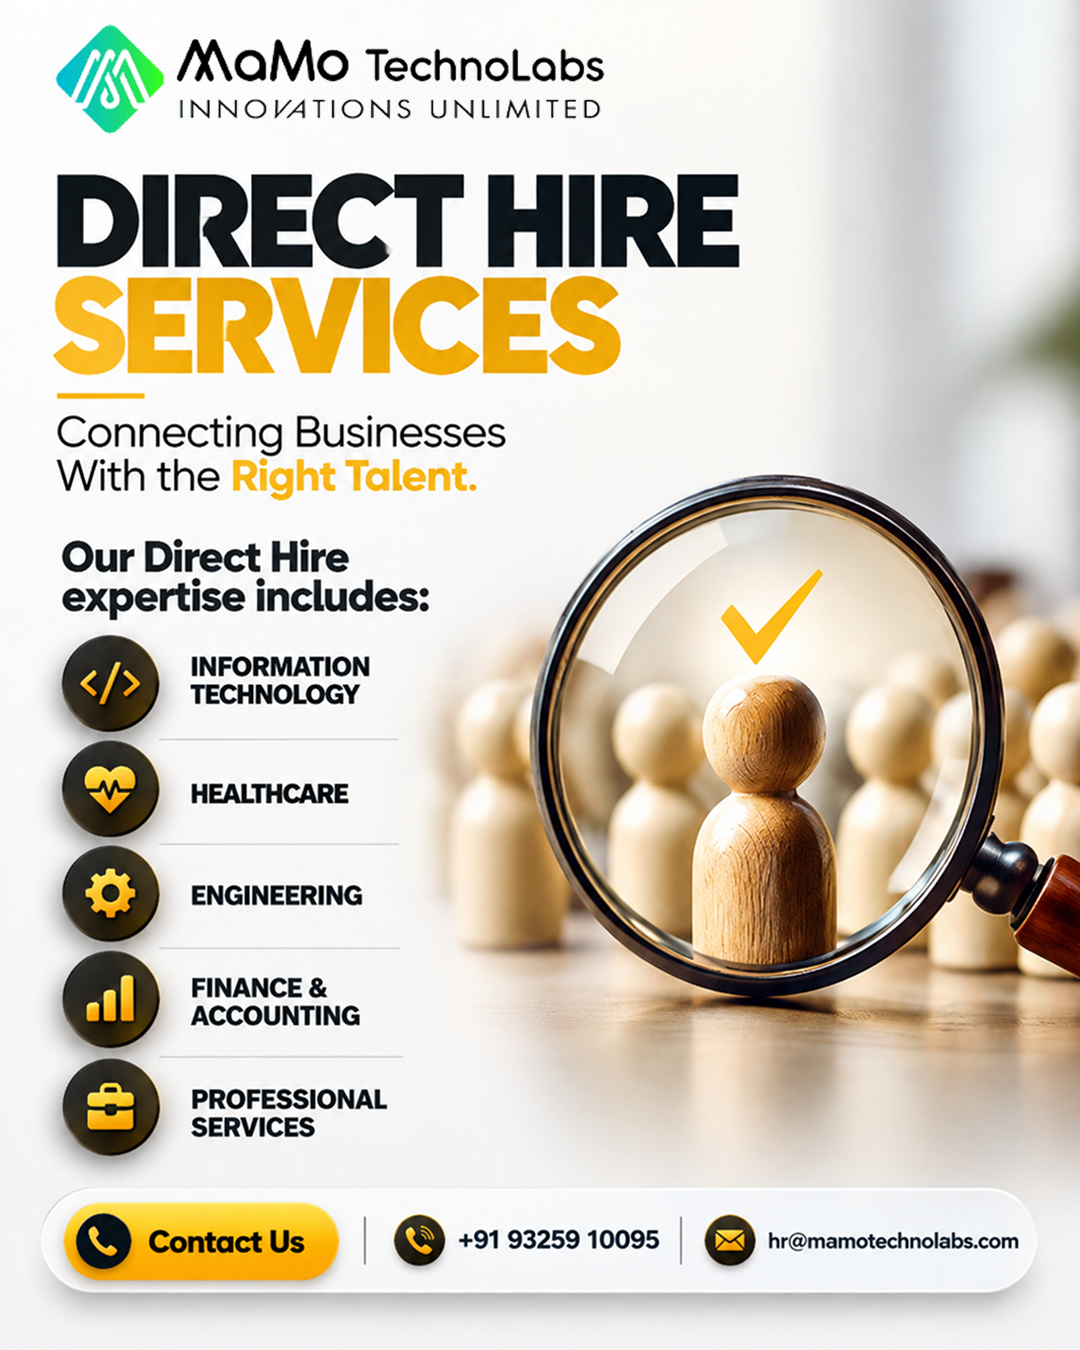 MaMo TechnoLabs
INNOVATIONS UNLIMITED
DIRECT HIRE
SERVICES
Connecting Businesses
With the Right Talent.
Our Direct Hire
expertise includes:
INFORMATION
TECHNOLOGY
HEALTHCARE
ENGINEERING
FINANCE &
ACCOUNTING
PROFESSIONAL
SERVICES
Contact Us
+91 93259 10095
hr@mamotechnolabs.com